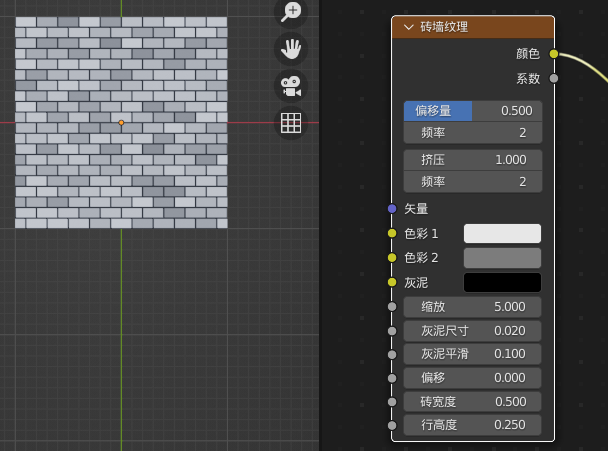 砖墙纹理
颜色
系数
偏移量 0.500
频率 2
挤压 1.000
频率 2
矢量
色彩 1
色彩 2
灰泥
缩放 5.000
灰泥尺寸 0.020
灰泥平滑 0.100
偏移 0.000
砖宽度 0.500
行高度 0.250